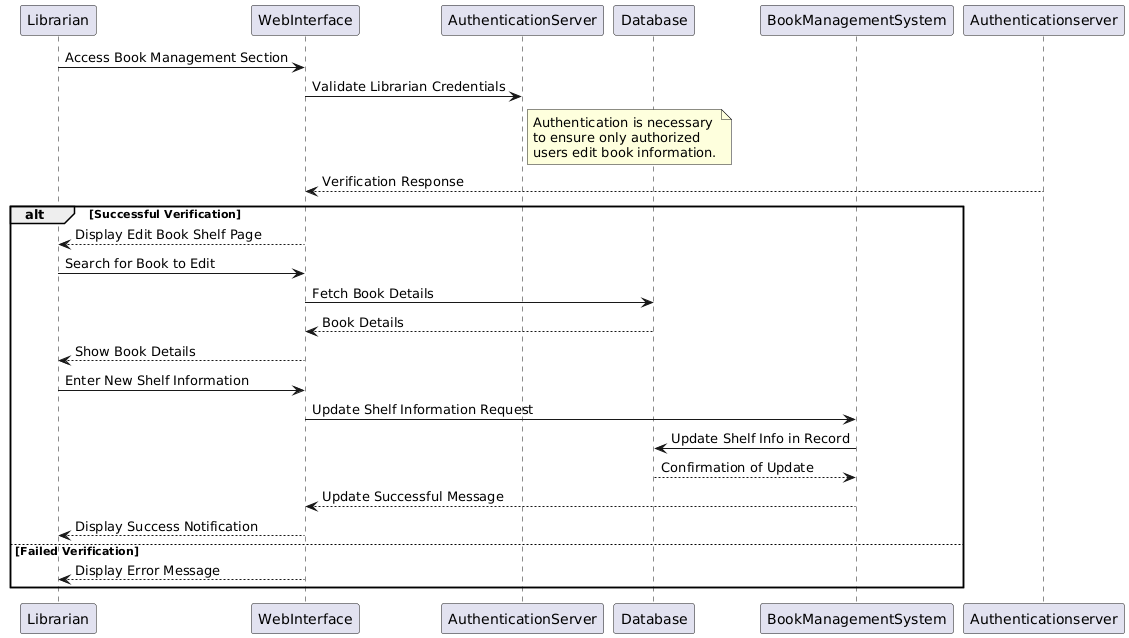 Librarian WebInterface AuthenticationServer Database BookManagementSystem Authenticationserver
Access Book Management Section
Validate Librarian Credentials
Authentication is necessary
to ensure only authorized
users edit book information.
Verification Response
alt [Successful Verification]
Display Edit Book Shelf Page
Search for Book to Edit
Fetch Book Details
Book Details
Show Book Details
Enter New Shelf Information
Update Shelf Information Request
Update Shelf Info in Record
Confirmation of Update
Update Successful Message
Display Success Notification
[Failed Verification]
Display Error Message
Librarian WebInterface AuthenticationServer Database BookManagementSystem Authenticationserver